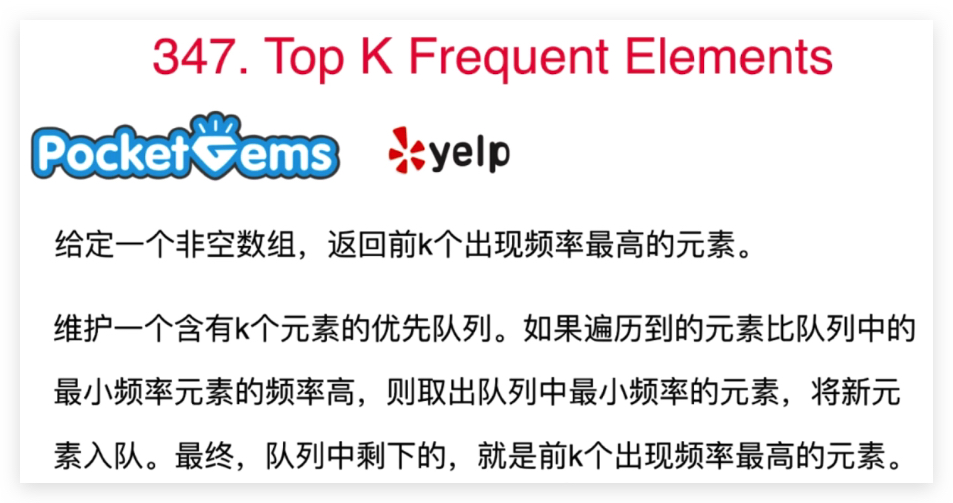 347. Top K Frequent Elements
PocketGems yelp
给定一个非空数组，返回前k个出现频率最高的元素。
维护一个含有k个元素的优先队列。如果遍历到的元素比队列中的
最小频率元素的频率高，则取出队列中最小频率的元素，将新元
素入队。最终，队列中剩下的，就是前k个出现频率最高的元素。